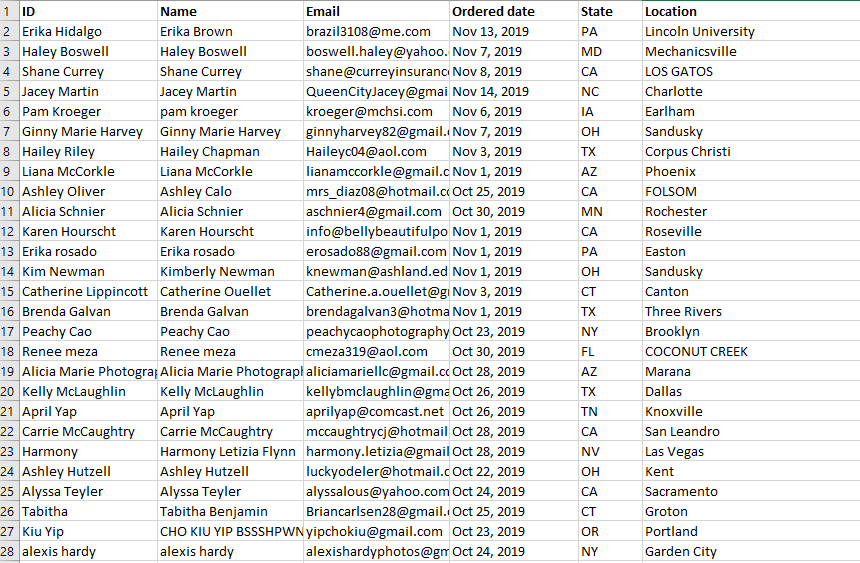 1 ID Name Email Ordered date State Location
2 Erika Hidalgo Erika Brown brazil3108@me.com Nov 13, 2019 PA Lincoln University
3 Haley Boswell Haley Boswell boswell.haley@yahoo. Nov 7, 2019 MD Mechanicsville
4 Shane Currey Shane Currey shane@curreyinsuranc Nov 8, 2019 CA LOS GATOS
5 Jacey Martin Jacey Martin QueenCityJacey@gmai Nov 14, 2019 NC Charlotte
6 Pam Kroeger pam kroeger kroeger@mchsi.com Nov 6, 2019 IA Earlham
7 Ginny Marie Harvey Ginny Marie Harvey ginnyharvey82@gmail. Nov 7, 2019 OH Sandusky
8 Hailey Riley Hailey Chapman Haileyc04@aol.com Nov 3, 2019 TX Corpus Christi
9 Liana McCorkle Liana McCorkle lianamccorkle@gmail.c Nov 1, 2019 AZ Phoenix
10 Ashley Oliver Ashley Calo mrs_diaz08@hotmail.co Oct 25, 2019 CA FOLSOM
11 Alicia Schnier Alicia Schnier aschnier4@gmail.com Oct 30, 2019 MN Rochester
12 Karen Hourscht Karen Hourscht info@bellybeautifulpo Nov 1, 2019 CA Roseville
13 Erika rosado Erika rosado erosado88@gmail.com Nov 1, 2019 PA Easton
14 Kim Newman Kimberly Newman knewman@ashland.ed Nov 1, 2019 OH Sandusky
15 Catherine Lippincott Catherine Ouellet Catherine.a.ouellet@g Nov 3, 2019 CT Canton
16 Brenda Galvan Brenda Galvan brendagalvan3@hotma Nov 1, 2019 TX Three Rivers
17 Peachy Cao Peachy Cao peachycaophotography Oct 23, 2019 NY Brooklyn
18 Renee meza Renee meza cmeza319@aol.com Oct 30, 2019 FL COCONUT CREEK
19 Alicia Marie Photograp Alicia Marie Photograph aliciamariellc@gmail.co Oct 28, 2019 AZ Marana
20 Kelly McLaughlin Kelly McLaughlin kellybmclaughlin@gma Oct 26, 2019 TX Dallas
21 April Yap April Yap aprilyap@comcast.net Oct 26, 2019 TN Knoxville
22 Carrie McCaughtry Carrie McCaughtry mccaughtrycj@hotmail Oct 28, 2019 CA San Leandro
23 Harmony Harmony Letizia Flynn harmony.letizia@gmail Oct 28, 2019 NV Las Vegas
24 Ashley Hutzell Ashley Hutzell luckyodeler@hotmail.c Oct 22, 2019 OH Kent
25 Alyssa Teyler Alyssa Teyler alyssalous@yahoo.com Oct 24, 2019 CA Sacramento
26 Tabitha Tabitha Benjamin Briancarlsen28@gmail. Oct 25, 2019 CT Groton
27 Kiu Yip CHO KIU YIP BSSSHPWN yipchokiu@gmail.com Oct 23, 2019 OR Portland
28 alexis hardy alexis hardy alexishardyphotos@gm Oct 24, 2019 NY Garden City